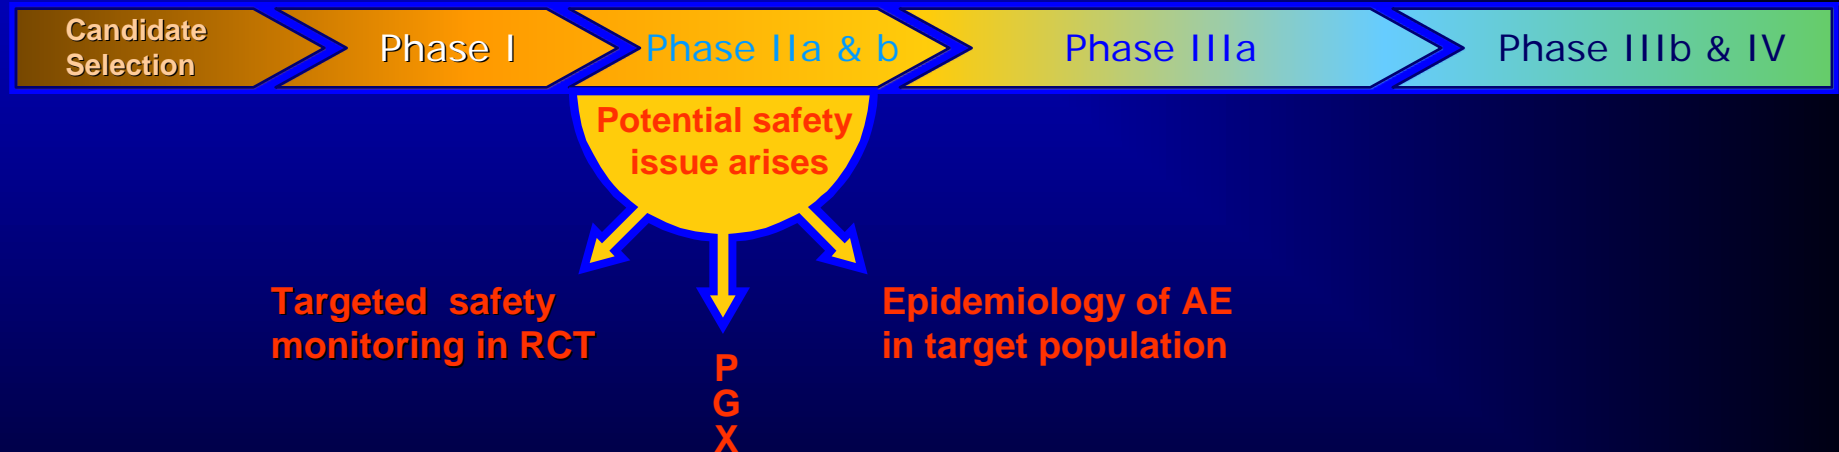 Candidate
Selection
Phase I
Phase IIa & b
Phase IIIa
Phase IIIb & IV
Potential safety
issue arises
Targeted safety
monitoring in RCT
P
G
X
Epidemiology of AE
in target population